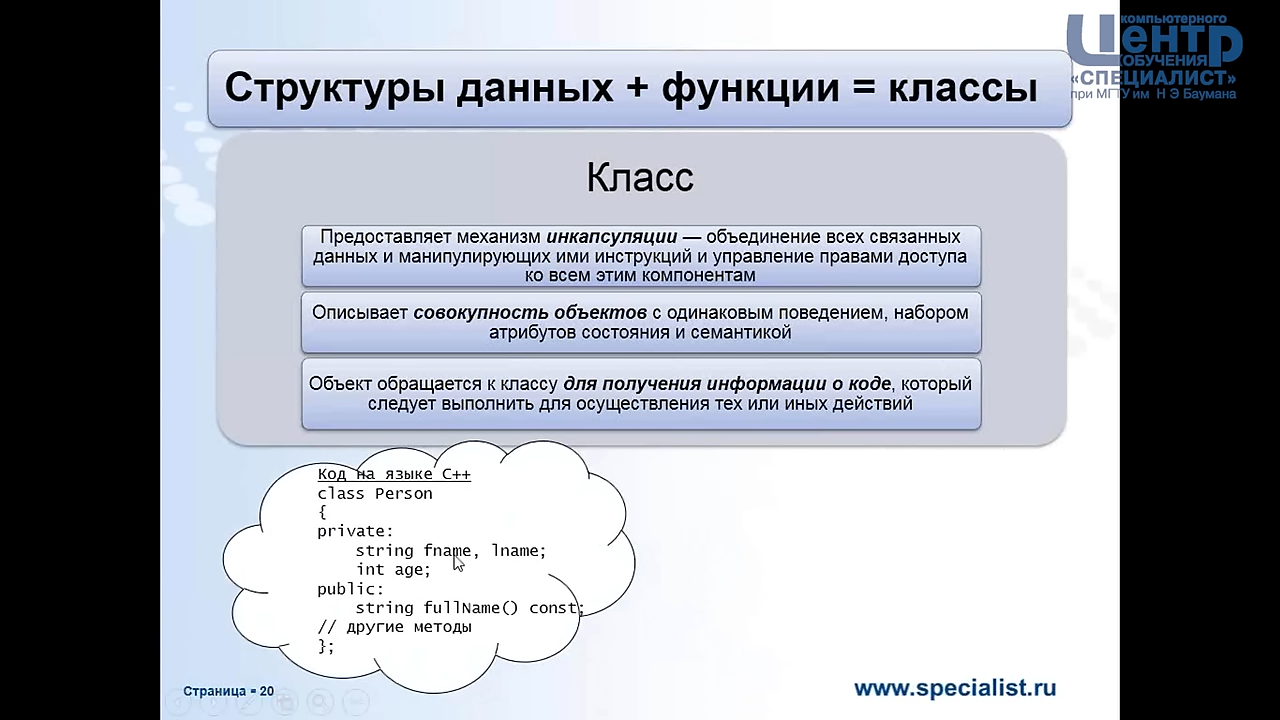 компьютерного
Центр
ОБУЧЕНИЯ
«СПЕЦИАЛИСТ»
при МГТУ им Н Э Баумана
Структуры данных + функции = классы
Класс
Предоставляет механизм инкапсуляции — объединение всех связанных
данных и манипулирующих ими инструкций и управление правами доступа
ко всем этим компонентам
Описывает совокупность объектов с одинаковым поведением, набором
атрибутов состояния и семантикой
Объект обращается к классу для получения информации о коде, который
следует выполнить для осуществления тех или иных действий
Код на языке C++
class Person
{
private:
    string fname, lname;
    int age;
public:
    string fullName() const;
// другие методы
};
Страница = 20
www.specialist.ru